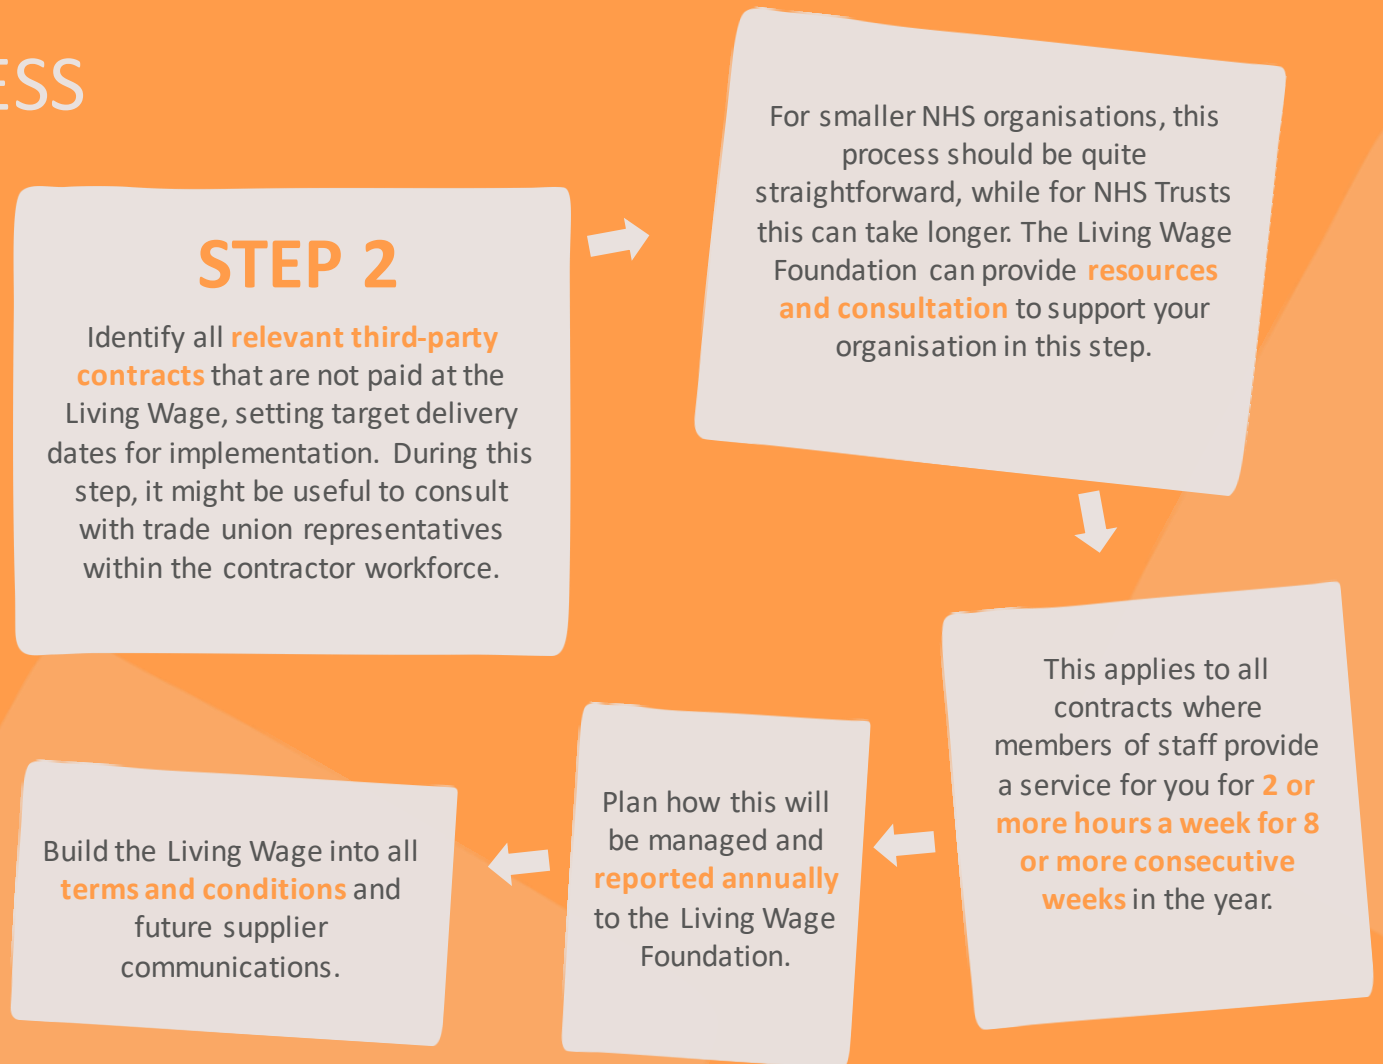 ESS
STEP 2
Identify all relevant third-party
contracts that are not paid at the
Living Wage, setting target delivery
dates for implementation. During this
step, it might be useful to consult
with trade union representatives
within the contractor workforce.
For smaller NHS organisations, this
process should be quite
straightforward, while for NHS Trusts
this can take longer. The Living Wage
Foundation can provide resources
and consultation to support your
organisation in this step.
This applies to all
contracts where
members of staff provide
a service for you for 2 or
more hours a week for 8
or more consecutive
weeks in the year.
Plan how this will
be managed and
reported annually
to the Living Wage
Foundation.
Build the Living Wage into all
terms and conditions and
future supplier
communications.